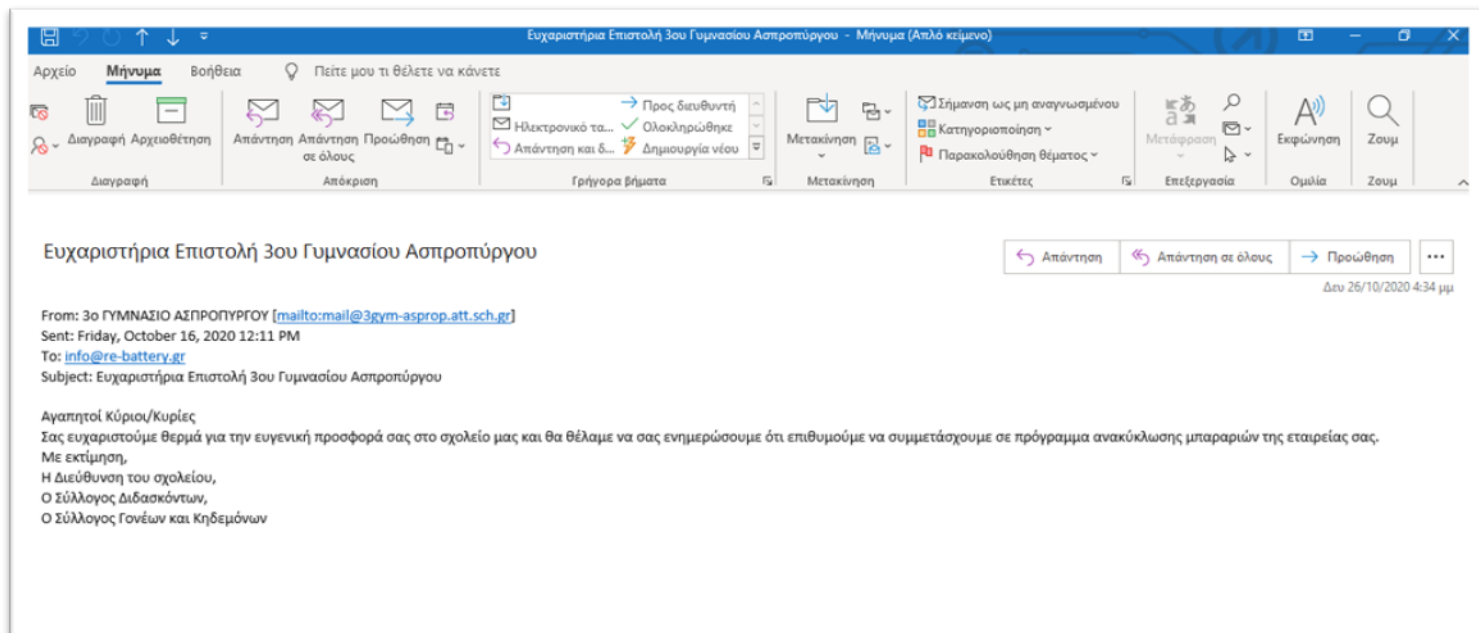 Ευχαριστήρια Επιστολή 3ου Γυμνασίου Ασπροπύργου - Μήνυμα (Απλό κείμενο)
Αρχείο Μήνυμα Βοήθεια Πείτε μου τι θέλετε να κάνετε
Διαγραφή Αρχειοθέτηση
Διαγραφή
Απάντηση Απάντηση σε όλους Προώθηση
Απόκριση
Προς διευθυντή
Ηλεκτρονικό τα... Ολοκληρώθηκε
Απάντηση και δ... Δημιουργία νέου
Γρήγορα βήματα
Μετακίνηση
Μετακίνηση
Σήμανση ως μη αναγνωσμένου
Κατηγοριοποίηση
Παρακολούθηση θέματος
Ετικέτες
Μετάφραση
Επεξεργασία
Εκφώνηση
Ομιλία
Ζουμ
Ζουμ
Ευχαριστήρια Επιστολή 3ου Γυμνασίου Ασπροπύργου
Απάντηση Απάντηση σε όλους Προώθηση ...
Δευ 26/10/2020 4:34 μμ
From: 3ο ΓΥΜΝΑΣΙΟ ΑΣΠΡΟΠΥΡΓΟΥ [mailto:mail@3gym-asprop.att.sch.gr]
Sent: Friday, October 16, 2020 12:11 PM
To: info@re-battery.gr
Subject: Ευχαριστήρια Επιστολή 3ου Γυμνασίου Ασπροπύργου
Αγαπητοί Κύριοι/Κυρίες
Σας ευχαριστούμε θερμά για την ευγενική προσφορά σας στο σχολείο μας και θα θέλαμε να σας ενημερώσουμε ότι επιθυμούμε να συμμετάσχουμε σε πρόγραμμα ανακύκλωσης μπαραριών της εταιρείας σας.
Με εκτίμηση,
Η Διεύθυνση του σχολείου,
Ο Σύλλογος Διδασκόντων,
Ο Σύλλογος Γονέων και Κηδεμόνων